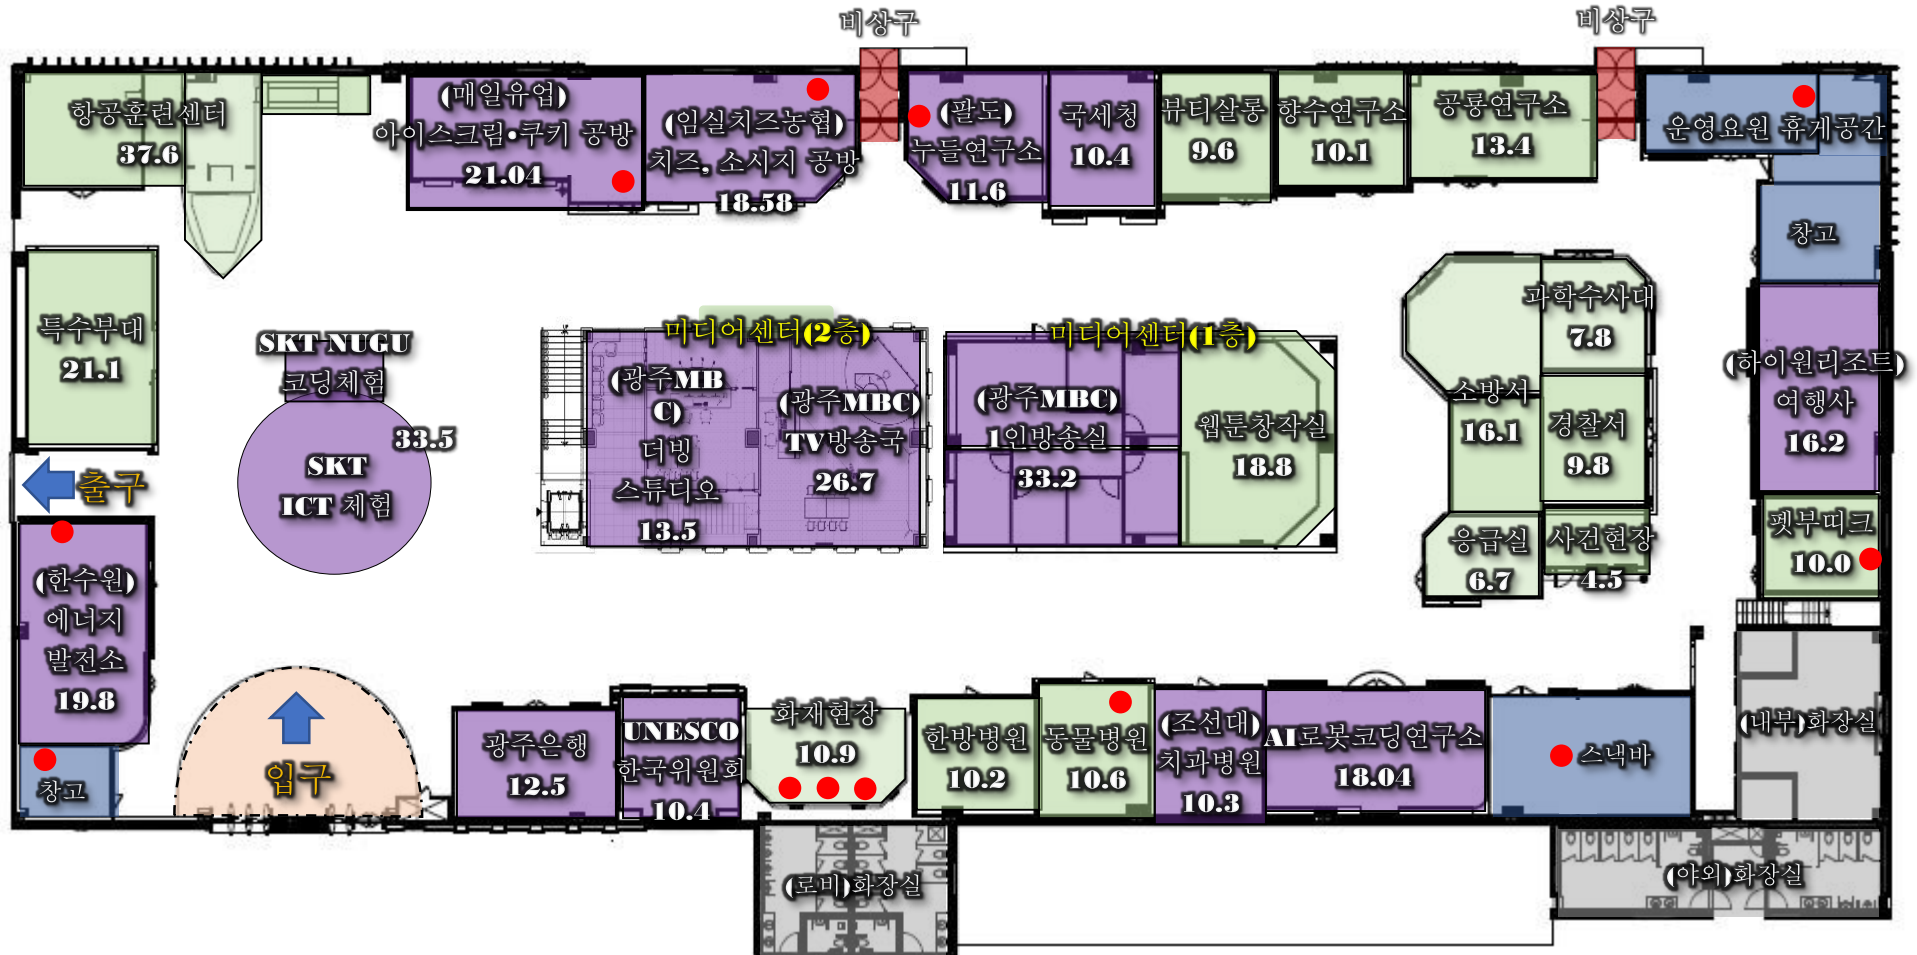 비상구
비상구
항공훈련센터
37.6
(매일유업)
아이스크림•쿠키 공방
21.04
(임실치즈농협)
치즈, 소시지 공방
18.58
(팔도)
누들연구소
11.6
국세청
10.4
뷰티살롱
9.6
향수연구소
10.1
공룡연구소
13.4
운영요원 휴게공간
창고
특수부대
21.1
SKT NUGU
코딩체험
33.5
SKT
ICT 체험
미디어센터(2층)
(광주MB
C)
더빙
스튜디오
13.5
(광주MBC)
TV방송국
26.7
미디어센터(1층)
(광주MBC)
1인방송실
33.2
웹툰창작실
18.8
소방서
16.1
과학수사대
7.8
경찰서
9.8
응급실
6.7
사건현장
4.5
(하이원리조트)
여행사
16.2
펫부띠크
10.0
출구
(한수원)
에너지
발전소
19.8
창고
입구
광주은행
12.5
UNESCO
한국위원회
10.4
화재현장
10.9
한방병원
10.2
동물병원
10.6
(조선대)
치과병원
10.3
AI로봇코딩연구소
18.04
스낵바
(내부)화장실
(로비)화장실
(야외)화장실